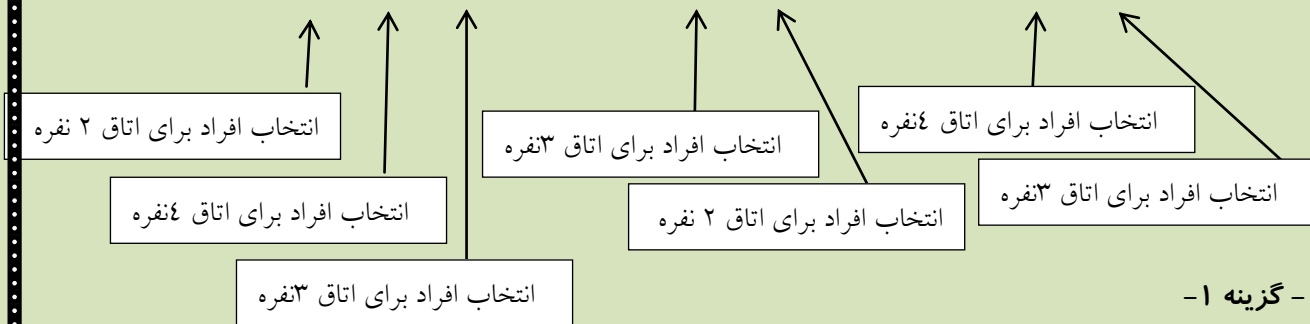 انتخاب افراد برای اتاق ٤نفره
انتخاب افراد برای اتاق ۳نفره
انتخاب افراد برای اتاق ۳نفره
انتخاب افراد برای اتاق ۲ نفره
انتخاب افراد برای اتاق ۲ نفره
انتخاب افراد برای اتاق ٤نفره
انتخاب افراد برای اتاق ۳نفره
- گزینه ۱-